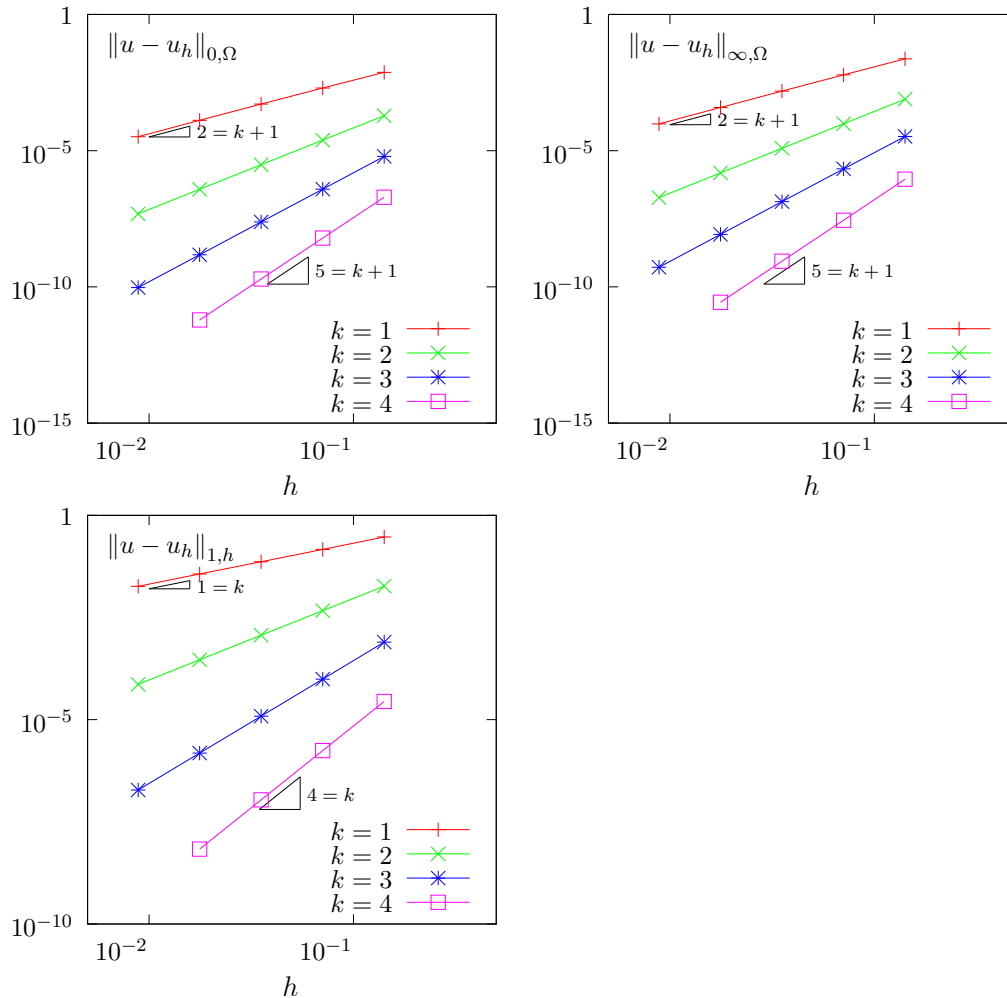 1
‖u − u_h‖_{0,Ω}
2 = k + 1
10^{-5}
10^{-10}
5 = k + 1
k = 1
k = 2
k = 3
k = 4
10^{-15}
10^{-2} 10^{-1}
h
1
‖u − u_h‖_{∞,Ω}
2 = k + 1
10^{-5}
10^{-10}
5 = k + 1
k = 1
k = 2
k = 3
k = 4
10^{-15}
10^{-2} 10^{-1}
h
1
‖u − u_h‖_{1,h}
1 = k
10^{-5}
4 = k
k = 1
k = 2
k = 3
k = 4
10^{-10}
10^{-2} 10^{-1}
h